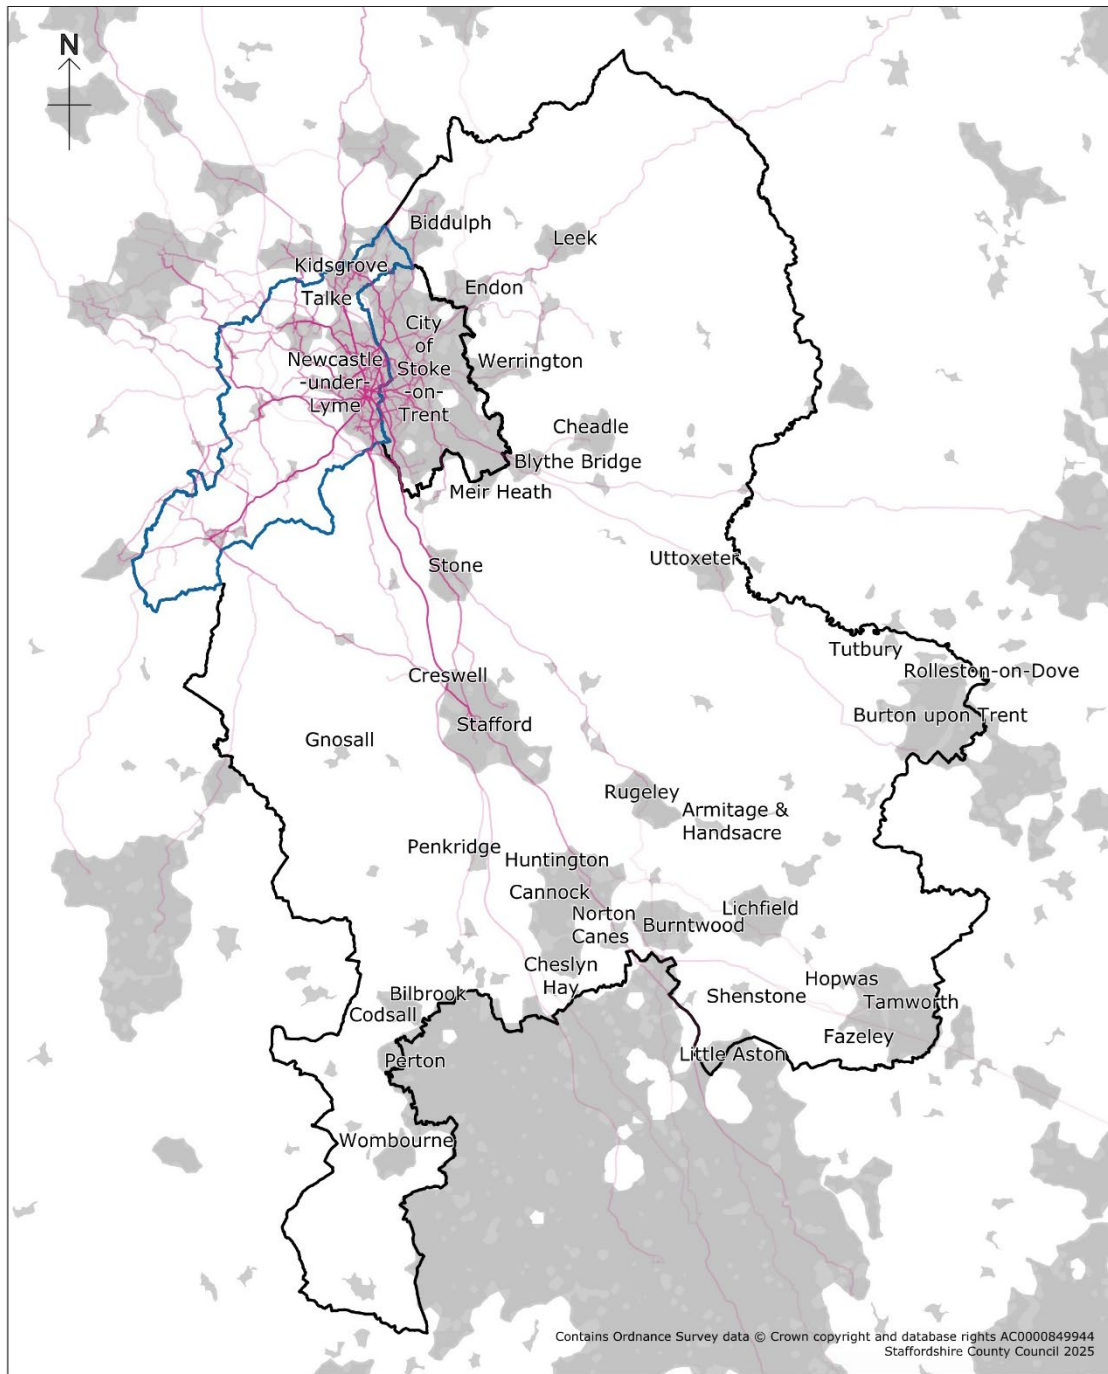 N
Biddulph
Leek
Kidsgrove
Endon
Talke
City
of
Stoke
-on-
Trent
Newcastle
-under-
Lyme
Werrington
Cheadle
Blythe Bridge
Meir Heath
Uttoxeter
Stone
Tutbury
Rolleston-on-Dove
Creswell
Burton upon Trent
Stafford
Gnosall
Rugeley
Armitage &
Handsacre
Penkridge
Huntington
Cannock
Norton
Canes
Burntwood
Lichfield
Cheslyn
Hay
Hopwas
Shenstone
Tamworth
Bilbrook
Codsall
Fazeley
Little Aston
Perton
Wombourne
Contains Ordnance Survey data © Crown copyright and database rights AC0000849944
Staffordshire County Council 2025